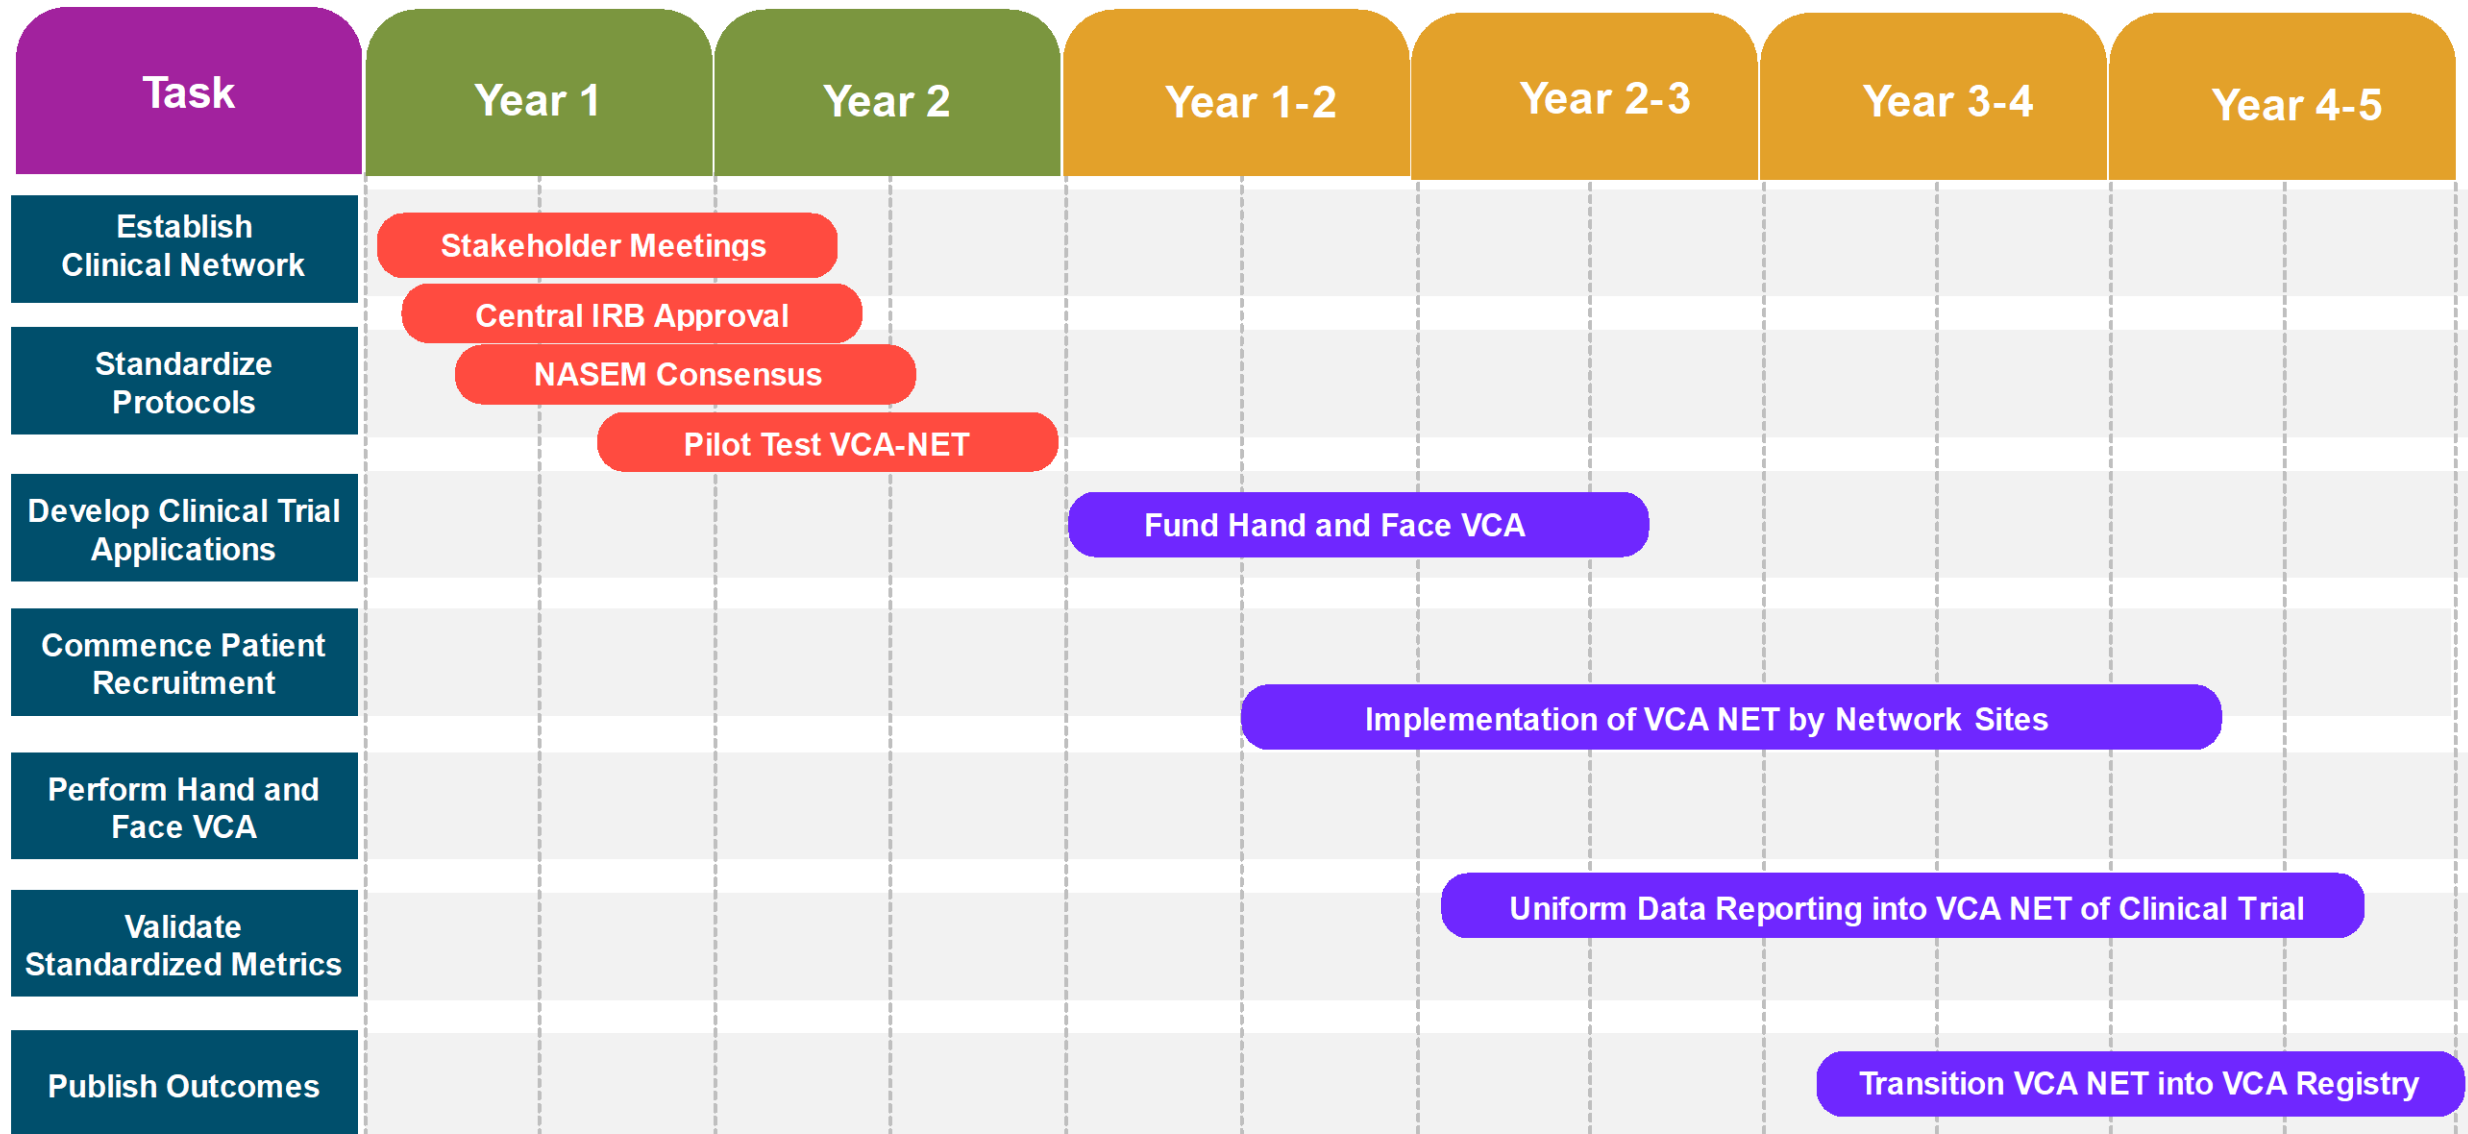 Task
Year 1
Year 2
Year 1-2
Year 2-3
Year 3-4
Year 4-5
Establish
Clinical Network
Stakeholder Meetings
Central IRB Approval
Standardize
Protocols
NASEM Consensus
Pilot Test VCA-NET
Develop Clinical Trial
Applications
Fund Hand and Face VCA
Commence Patient
Recruitment
Implementation of VCA NET by Network Sites
Perform Hand and
Face VCA
Validate
Standardized Metrics
Uniform Data Reporting into VCA NET of Clinical Trial
Publish Outcomes
Transition VCA NET into VCA Registry